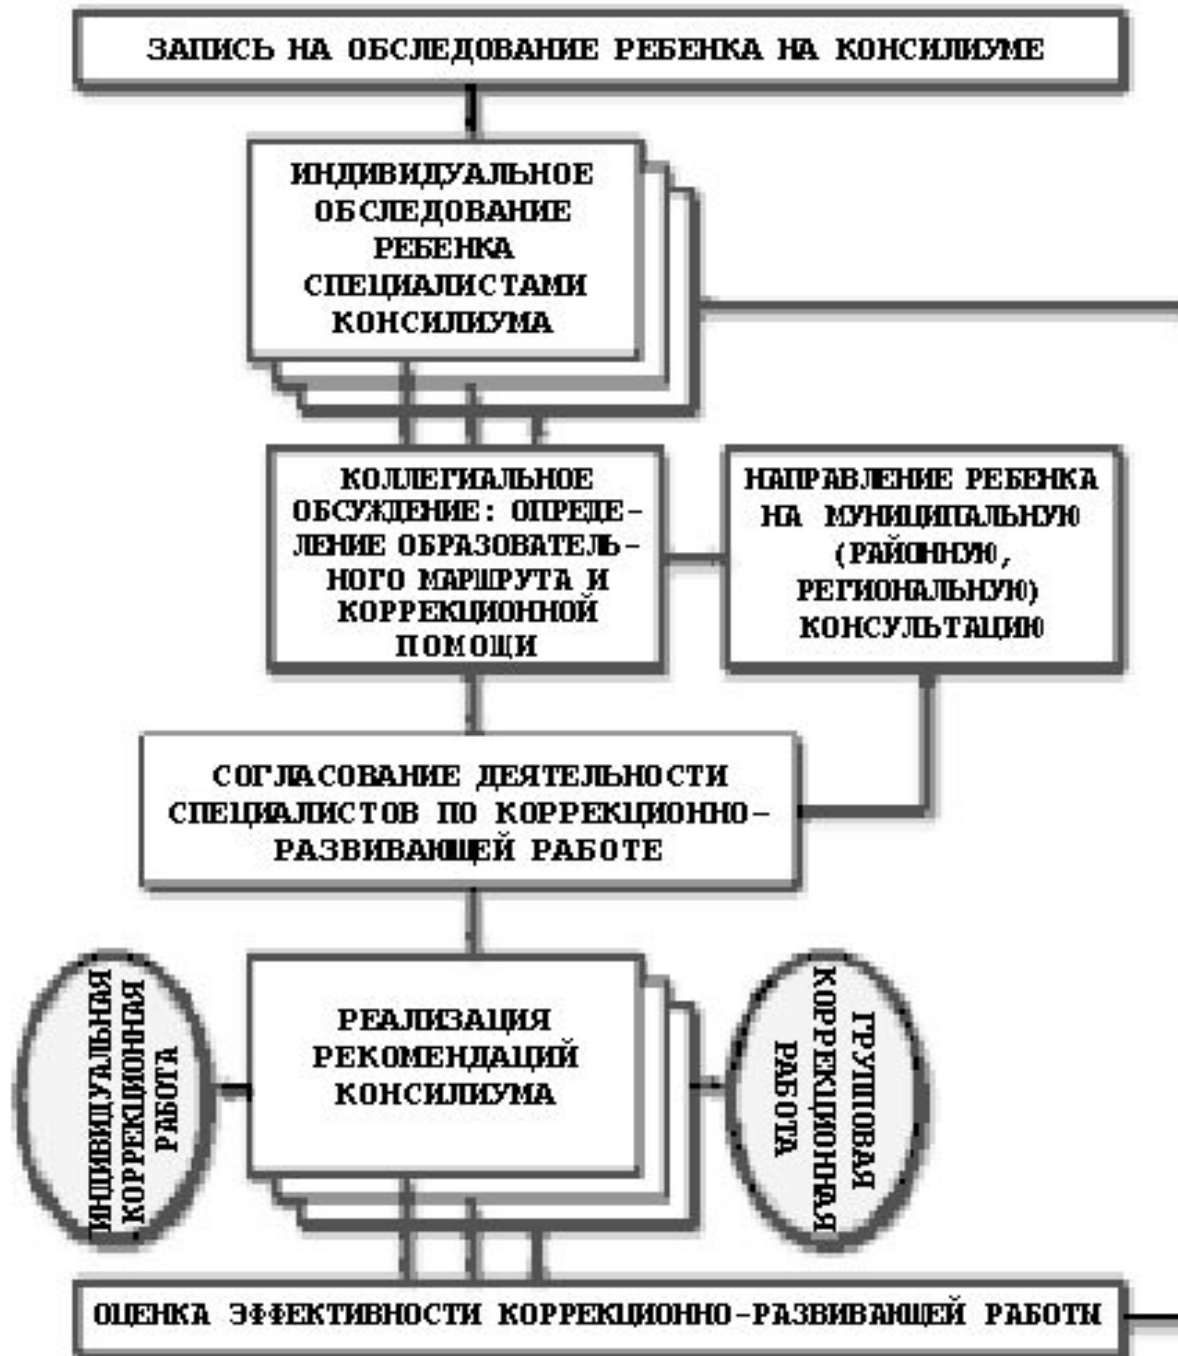 ЗАПИСЬ НА ОБСЛЕДОВАНИЕ РЕБЕНКА НА КОНСИЛИУМЕ
ИНДИВИДУАЛЬНОЕ
ОБСЛЕДОВАНИЕ
РЕБЕНКА
СПЕЦИАЛИСТАМИ
КОНСИЛИУМА
КОЛЛЕГИАЛЬНОЕ
ОБСУЖДЕНИЕ: ОПРЕДЕ-
ЛЕНИЕ ОБРАЗОВАТЕЛЬ-
НОГО МАРШРУТА И
КОРРЕКЦИОННОЙ
ПОМОЩИ
НАПРАВЛЕНИЕ РЕБЕНКА
НА МУНИЦИПАЛЬНУЮ
(РАЙОННУЮ,
РЕГИОНАЛЬНУЮ)
КОНСУЛЬТАЦИЮ
СОГЛАСОВАНИЕ ДЕЯТЕЛЬНОСТИ
СПЕЦИАЛИСТОВ ПО КОРРЕКЦИОННО-
РАЗВИВАЮЩЕЙ РАБОТЕ
ИНДИВИДУАЛЬНАЯ
КОРРЕКЦИОННАЯ
РАБОТА
РЕАЛИЗАЦИЯ
РЕКОМЕНДАЦИЙ
КОНСИЛИУМА
ГРУППОВАЯ
КОРРЕКЦИОННАЯ
РАБОТА
ОЦЕНКА ЭФФЕКТИВНОСТИ КОРРЕКЦИОННО-РАЗВИВАЮЩЕЙ РАБОТЫ